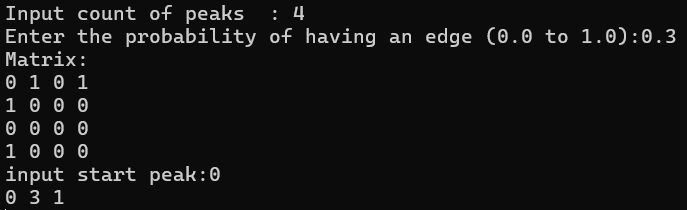 Input count of peaks  : 4
Enter the probability of having an edge (0.0 to 1.0):0.3
Matrix:
0 1 0 1
1 0 0 0
0 0 0 0
1 0 0 0
input start peak:0
0 3 1